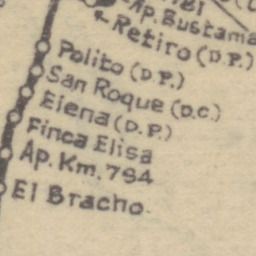 Ap. Bustama
Retiro (D.P.)
Polito (D.P.)
San Roque (D.C.)
Elena (D.P.)
Finca Elisa
Ap. Km. 794
El Bracho